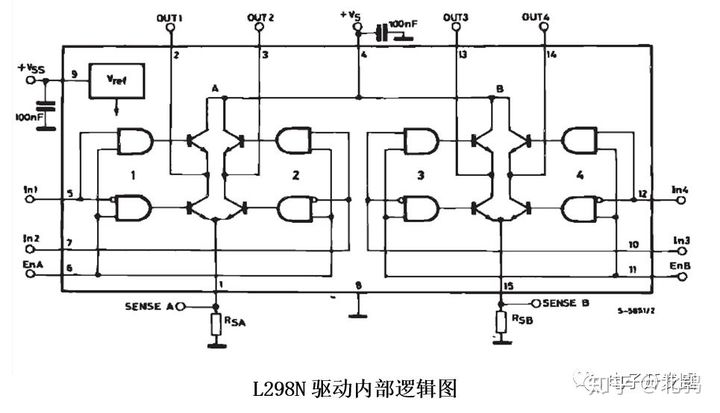 OUT1 OUT2 +VS 100nF OUT3 OUT4
2 3 4 13 14
+VSS 9 Vref A B
100nF
1 2 3 4
In1 5 12 In4
In2 7 10 In3
EnA 6 11 EnB
1 8 15
SENSE A SENSE B S-5851/2
RSA RSB
L298N 驱动内部逻辑图